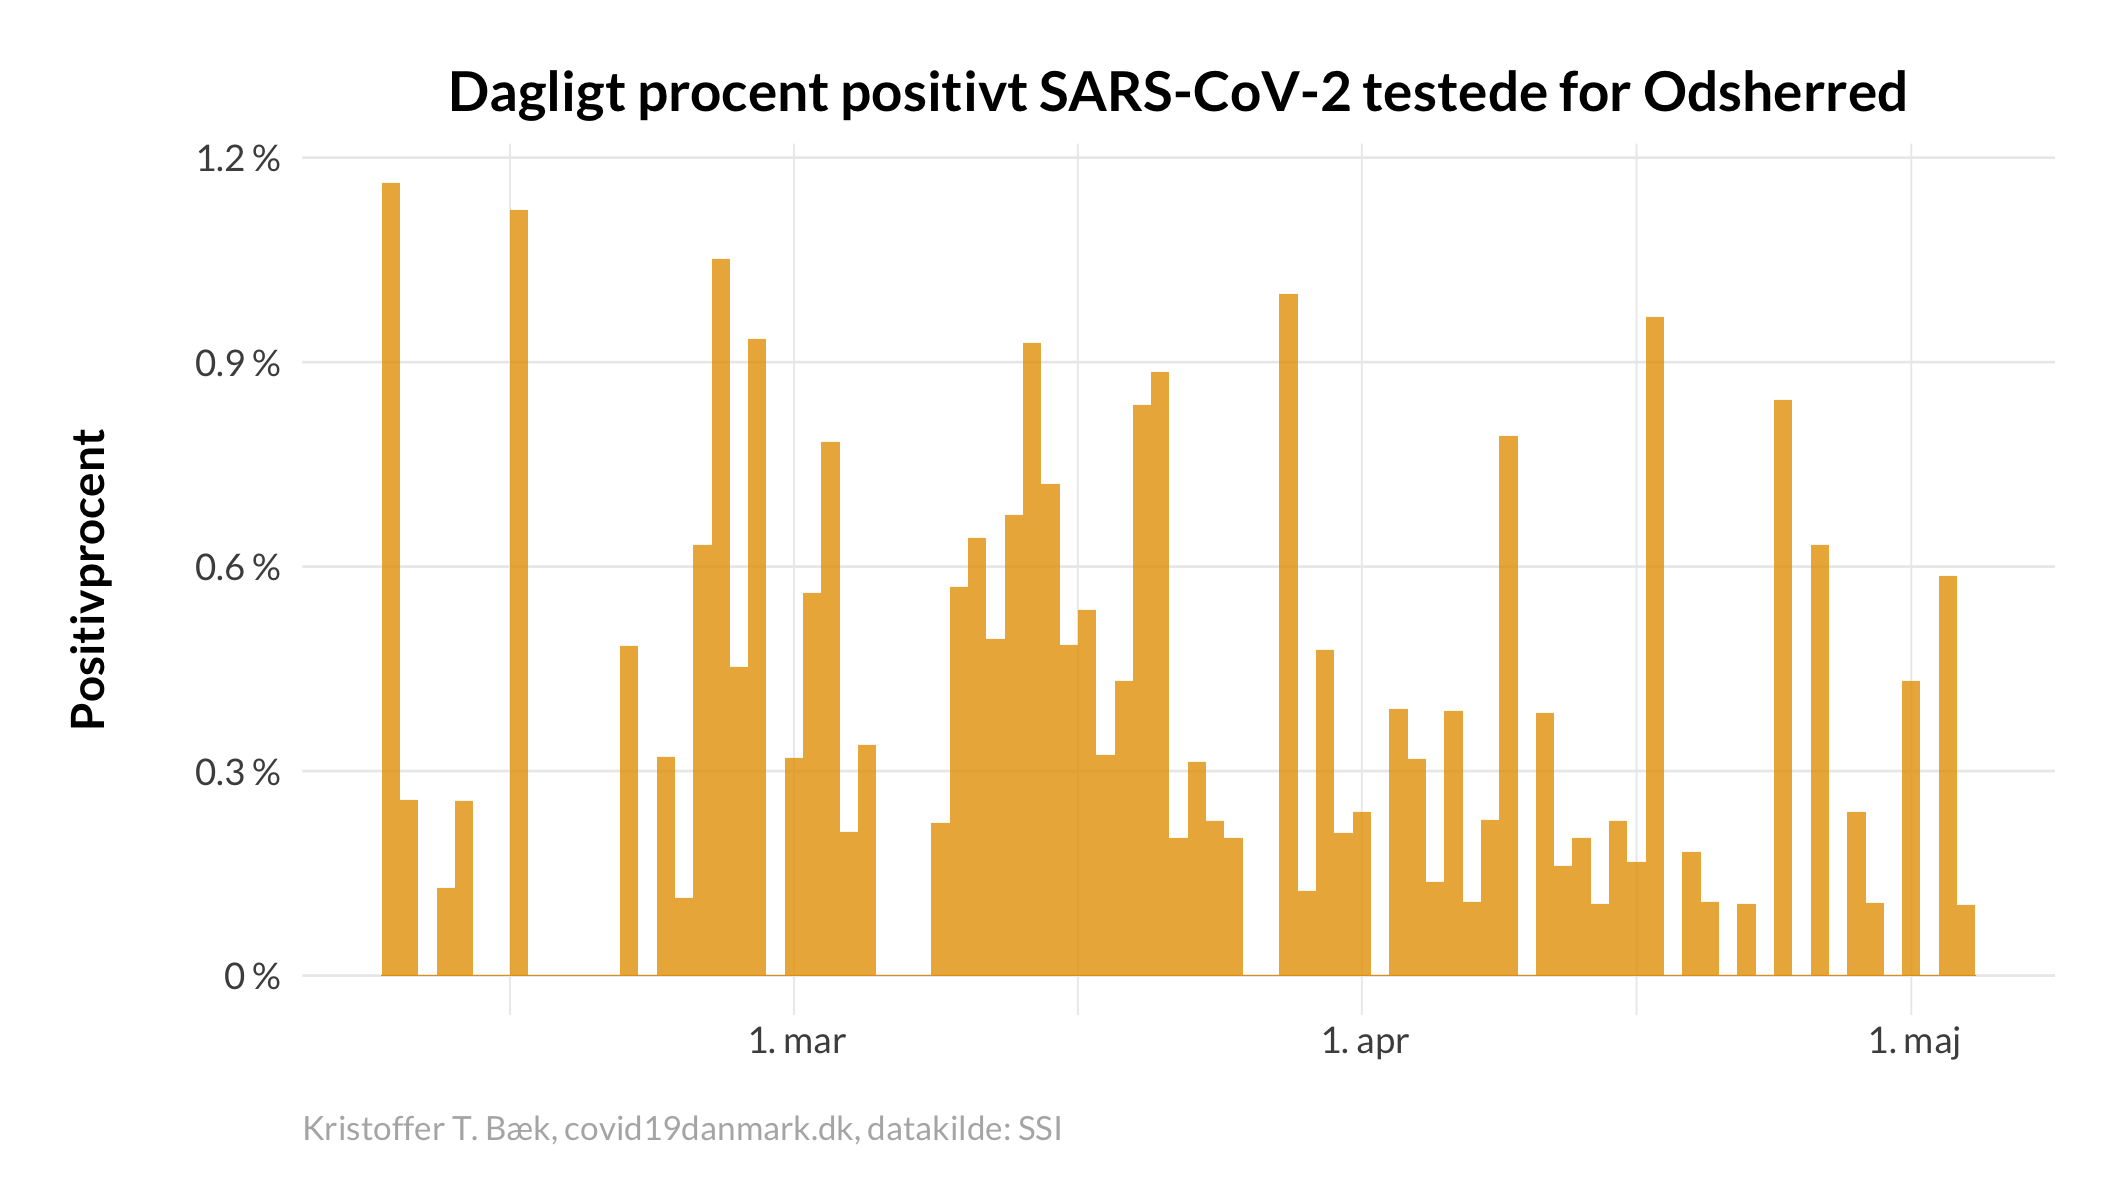 Dagligt procent positivt SARS-CoV-2 testede for Odsherred
Positivprocent
1.2 %
0.9 %
0.6 %
0.3 %
0 %
1. mar
1. apr
1. maj
Kristoffer T. Bæk, covid19danmark.dk, datakilde: SSI